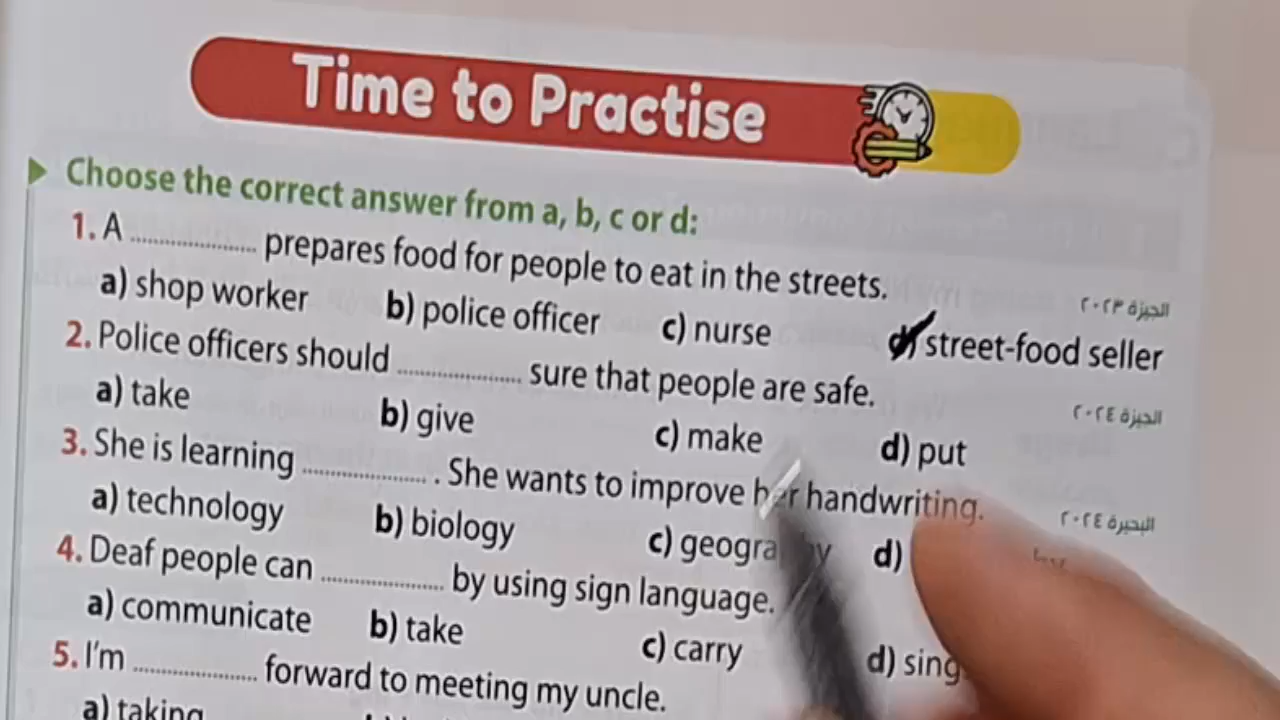 Time to Practise
Choose the correct answer from a, b, c or d:
1. A .................... prepares food for people to eat in the streets.
الجيزة ٢٠٢٣
a) shop worker b) police officer c) nurse d) street-food seller
2. Police officers should .................... sure that people are safe.
الجيزة ٢٠٢٤
a) take b) give c) make d) put
3. She is learning .................... . She wants to improve her handwriting.
البحيرة ٢٠٢٤
a) technology b) biology c) d)
4. Deaf people can .................... by using sign language.
a) communicate b) take c) carry d) sing
5. I'm .................... forward to meeting my uncle.
a) taking